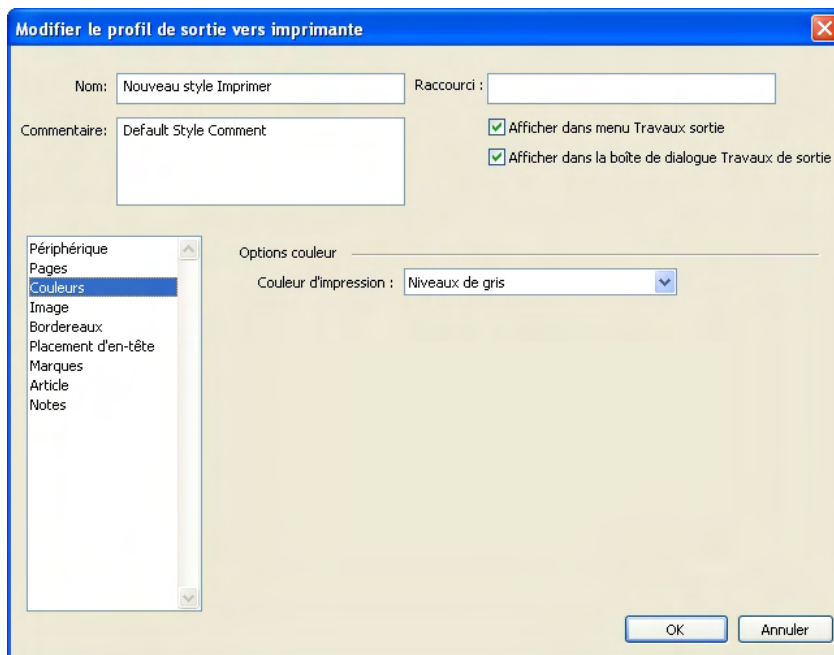 Modifier le profil de sortie vers imprimante
Nom: Nouveau style Imprimer Raccourci :
Commentaire: Default Style Comment
Afficher dans menu Travaux sortie
Afficher dans la boîte de dialogue Travaux de sortie
Périphérique
Pages
Couleurs
Image
Bordereaux
Placement d'en-tête
Marques
Article
Notes
Options couleur
Couleur d'impression : Niveaux de gris
OK Annuler